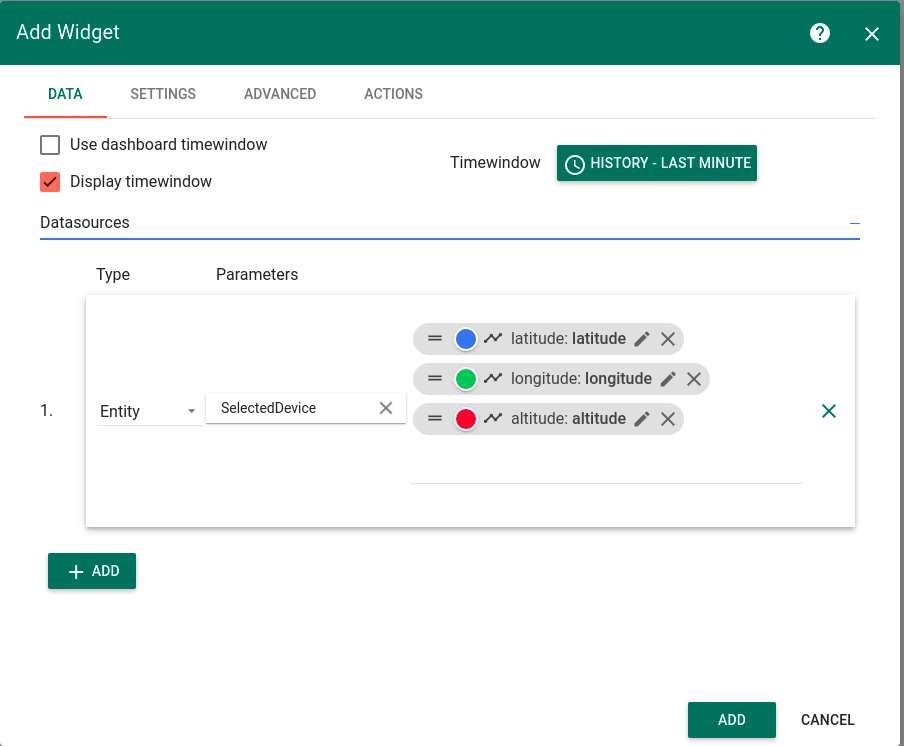 Add Widget
DATA SETTINGS ADVANCED ACTIONS
Use dashboard timewindow
Timewindow HISTORY - LAST MINUTE
Display timewindow
Datasources
Type Parameters
latitude: latitude
longitude: longitude
1. Entity SelectedDevice
altitude: altitude
ADD
ADD CANCEL